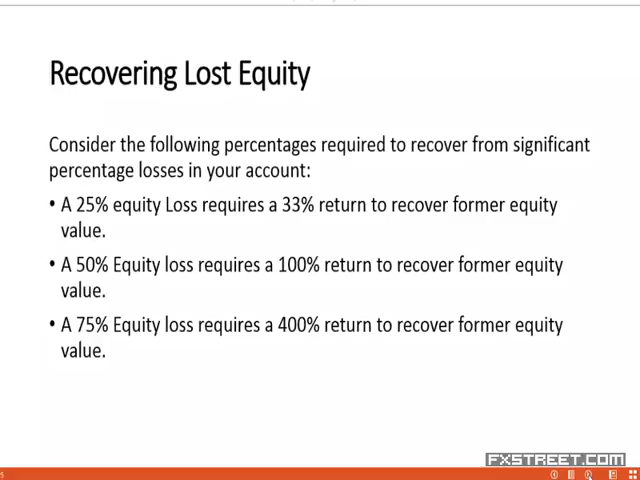 Recovering Lost Equity
Consider the following percentages required to recover from significant
percentage losses in your account:
• A 25% equity Loss requires a 33% return to recover former equity
value.
• A 50% Equity loss requires a 100% return to recover former equity
value.
• A 75% Equity loss requires a 400% return to recover former equity
value.
FXSTREET.COM